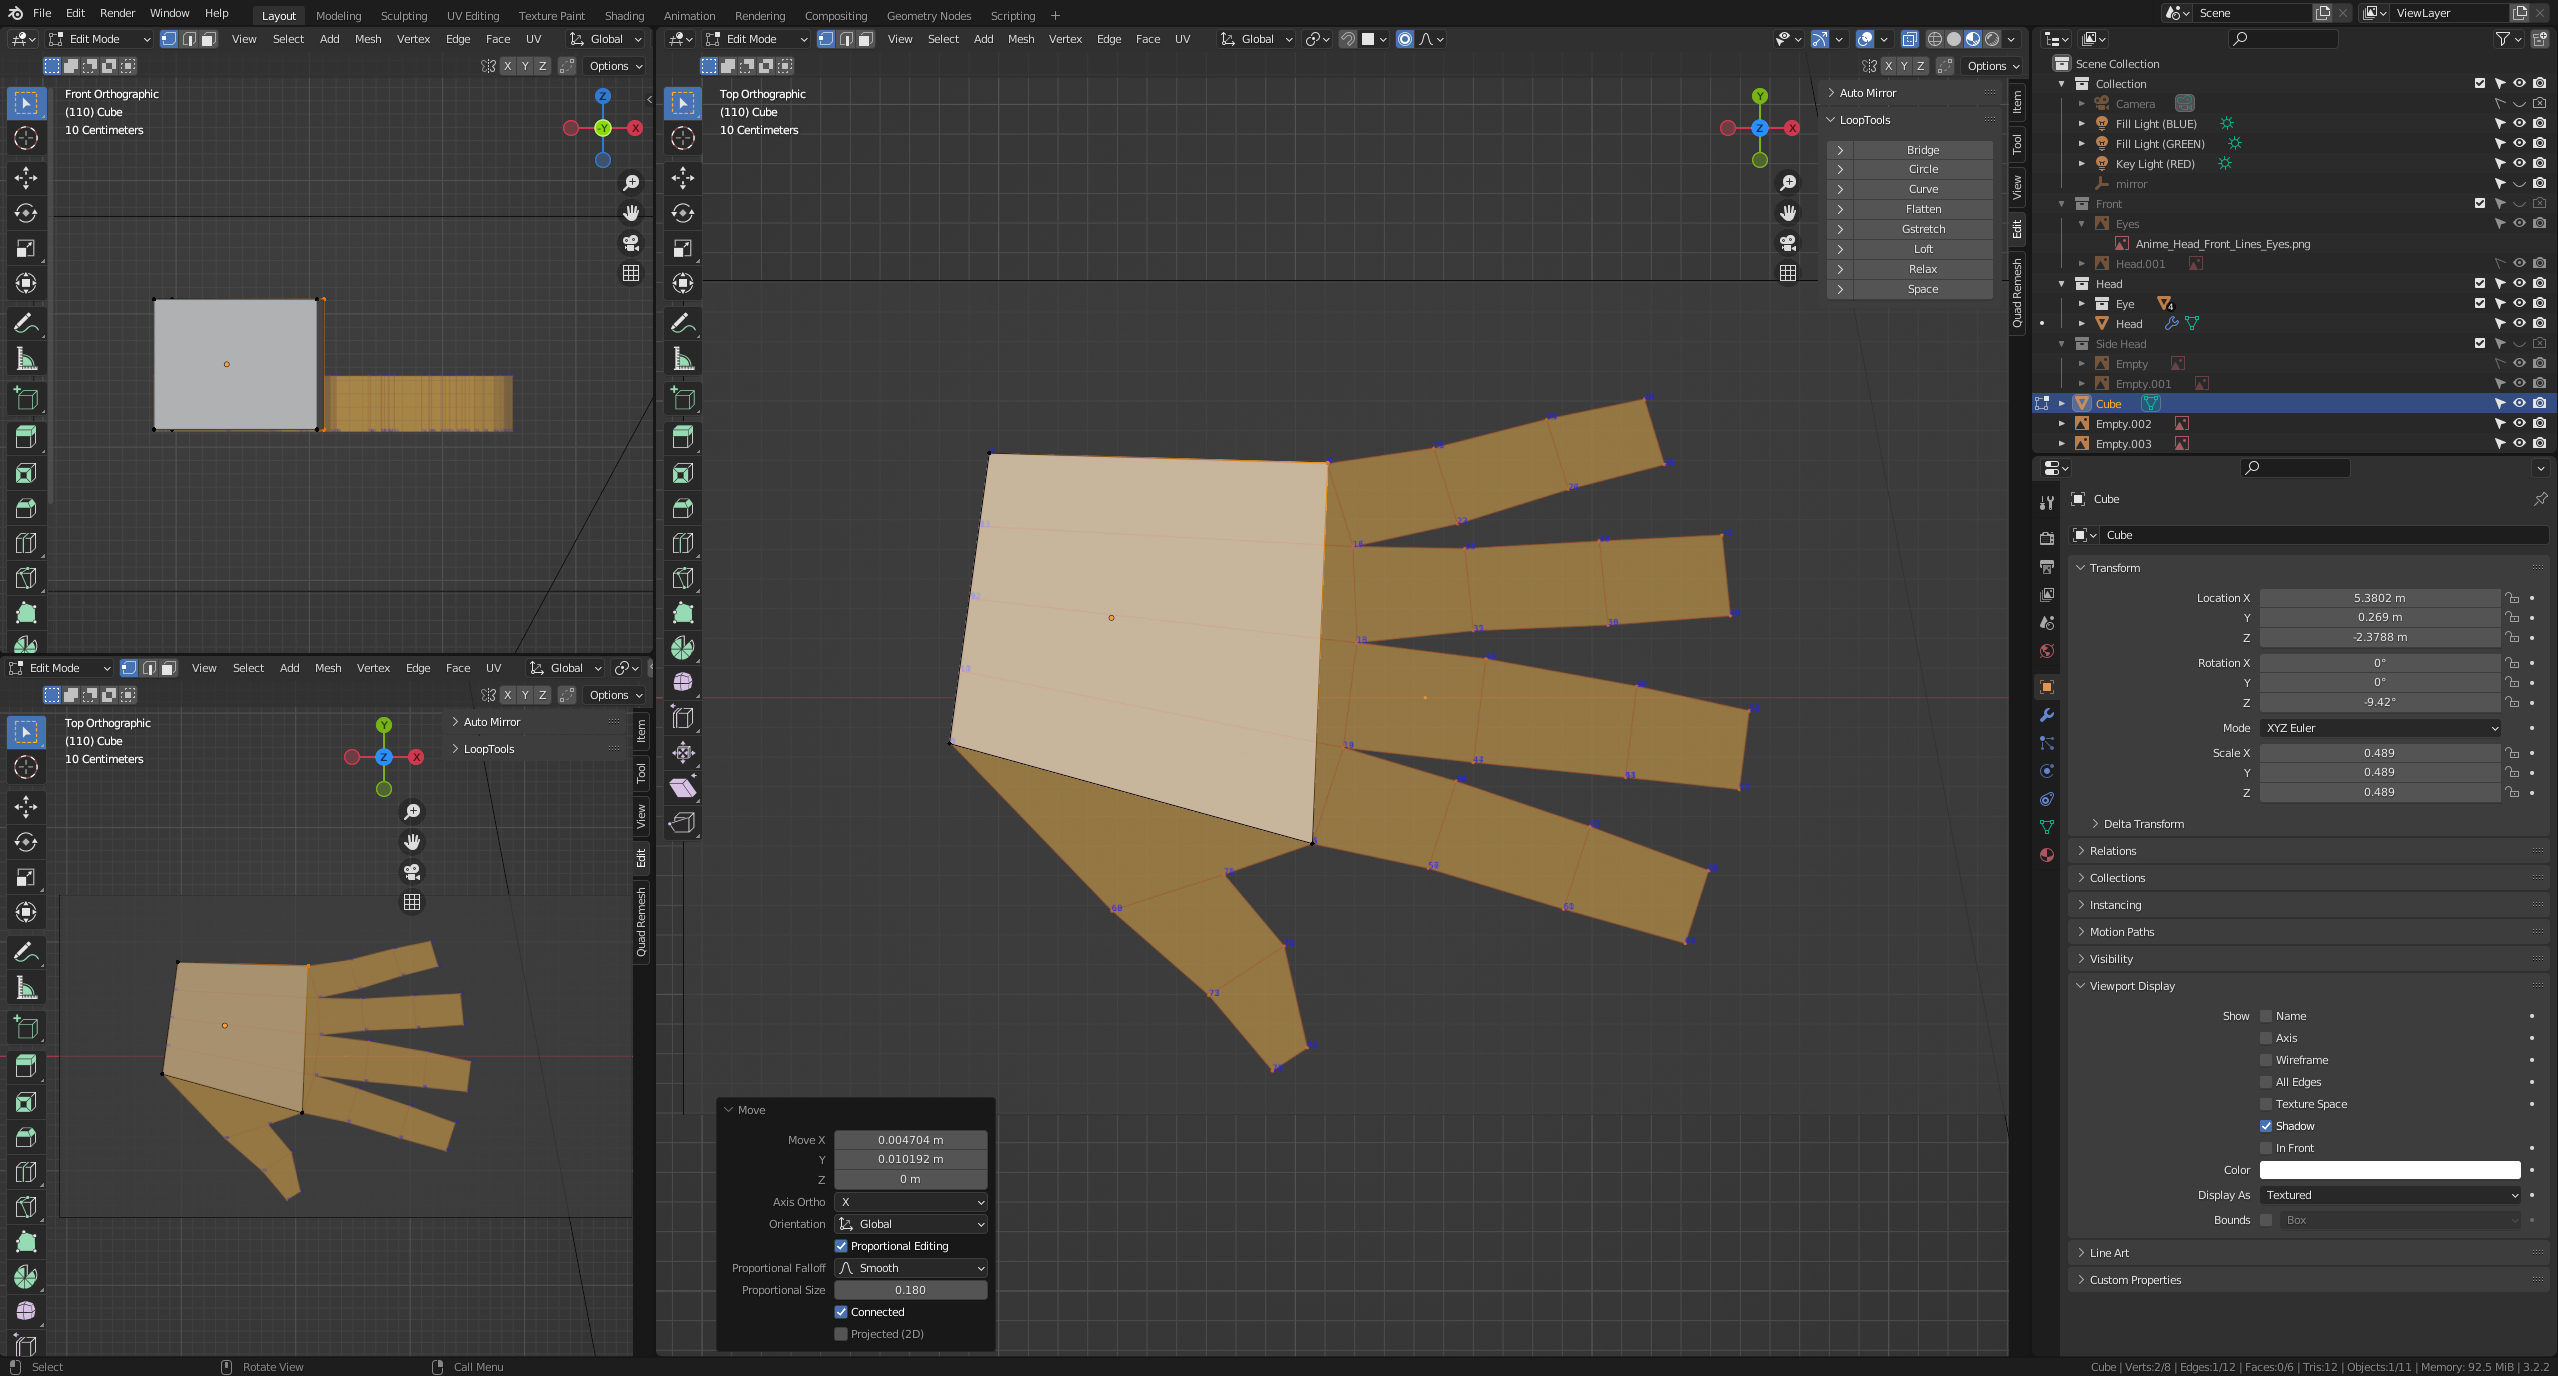 File Edit Render Window Help Layout Modeling Sculpting UV Editing Texture Paint Shading Animation Rendering Compositing Geometry Nodes Scripting + Scene ViewLayer
Edit Mode View Select Add Mesh Vertex Edge Face UV Global
X Y Z Options
Front Orthographic
(110) Cube
10 Centimeters
Z
-Y X
Edit Mode View Select Add Mesh Vertex Edge Face UV Global
X Y Z Options
Top Orthographic
(110) Cube
10 Centimeters
Y
Z X
Auto Mirror
LoopTools
Bridge
Circle
Curve
Flatten
Gstretch
Loft
Relax
Space
Item
Tool
View
Edit
Quad Remesh
18
22
26
18
33
38
19
44
56
68
73
Edit Mode View Select Add Mesh Vertex Edge Face UV Global
X Y Z Options
Top Orthographic
(110) Cube
10 Centimeters
Y
Z X
Auto Mirror
LoopTools
Item
Tool
View
Edit
Quad Remesh
Move
Move X 0.004704 m
Y 0.010192 m
Z 0 m
Axis Ortho X
Orientation Global
Proportional Editing
Proportional Falloff Smooth
Proportional Size 0.180
Connected
Projected (2D)
Scene Collection
Collection
Camera
Fill Light (BLUE)
Fill Light (GREEN)
Key Light (RED)
mirror
Front
Eyes
Anime_Head_Front_Lines_Eyes.png
Head.001
Head
Eye 4
Head
Side Head
Empty
Empty.001
Cube
Empty.002
Empty.003
Cube
Cube
Transform
Location X 5.3802 m
Y 0.269 m
Z -2.3788 m
Rotation X 0°
Y 0°
Z -9.42°
Mode XYZ Euler
Scale X 0.489
Y 0.489
Z 0.489
Delta Transform
Relations
Collections
Instancing
Motion Paths
Visibility
Viewport Display
Show Name
Axis
Wireframe
All Edges
Texture Space
Shadow
In Front
Color
Display As Textured
Bounds Box
Line Art
Custom Properties
Select Rotate View Call Menu
Cube | Verts:2/8 | Edges:1/12 | Faces:0/6 | Tris:12 | Objects:1/11 | Memory: 92.5 MiB | 3.2.2